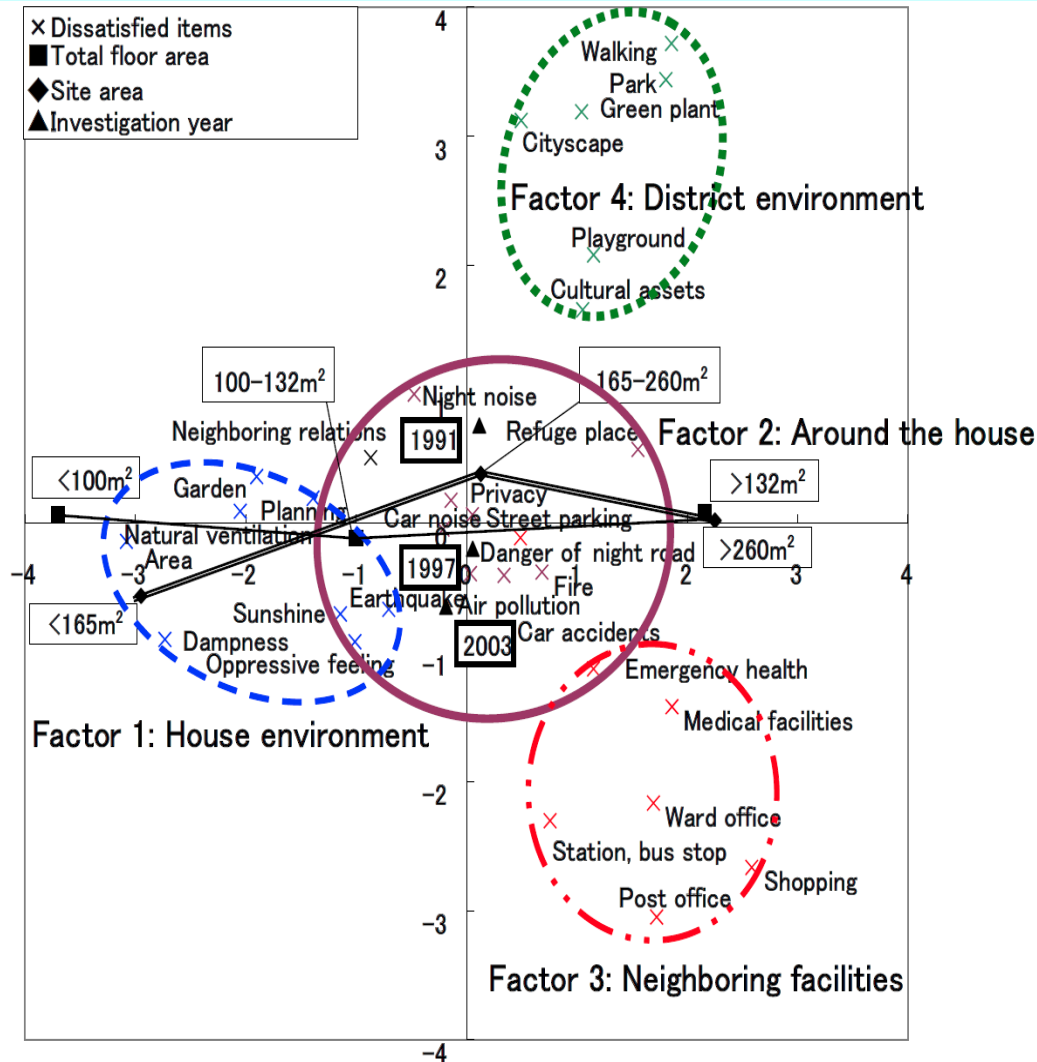 × Dissatisfied items
■ Total floor area
◆ Site area
▲ Investigation year
4
Walking
Park
Green plant
3
Cityscape
Factor 4: District environment
Playground
2
Cultural assets
100-132m²
165-260m²
Night noise
1
Neighboring relations
1991
Refuge place
Factor 2: Around the house
<100m²
Garden
Privacy
>132m²
Planning
Car noise Street parking
Natural ventilation
0
Area
1997
Danger of night road
>260m²
-4
-3
-2
-1
0
1
2
3
4
Fire
<165m²
Sunshine
Earthquake
Air pollution
Dampness
2003
Car accidents
Oppressive feeling
-1
Emergency health
Factor 1: House environment
Medical facilities
-2
Ward office
Station, bus stop
Shopping
Post office
-3
Factor 3: Neighboring facilities
-4